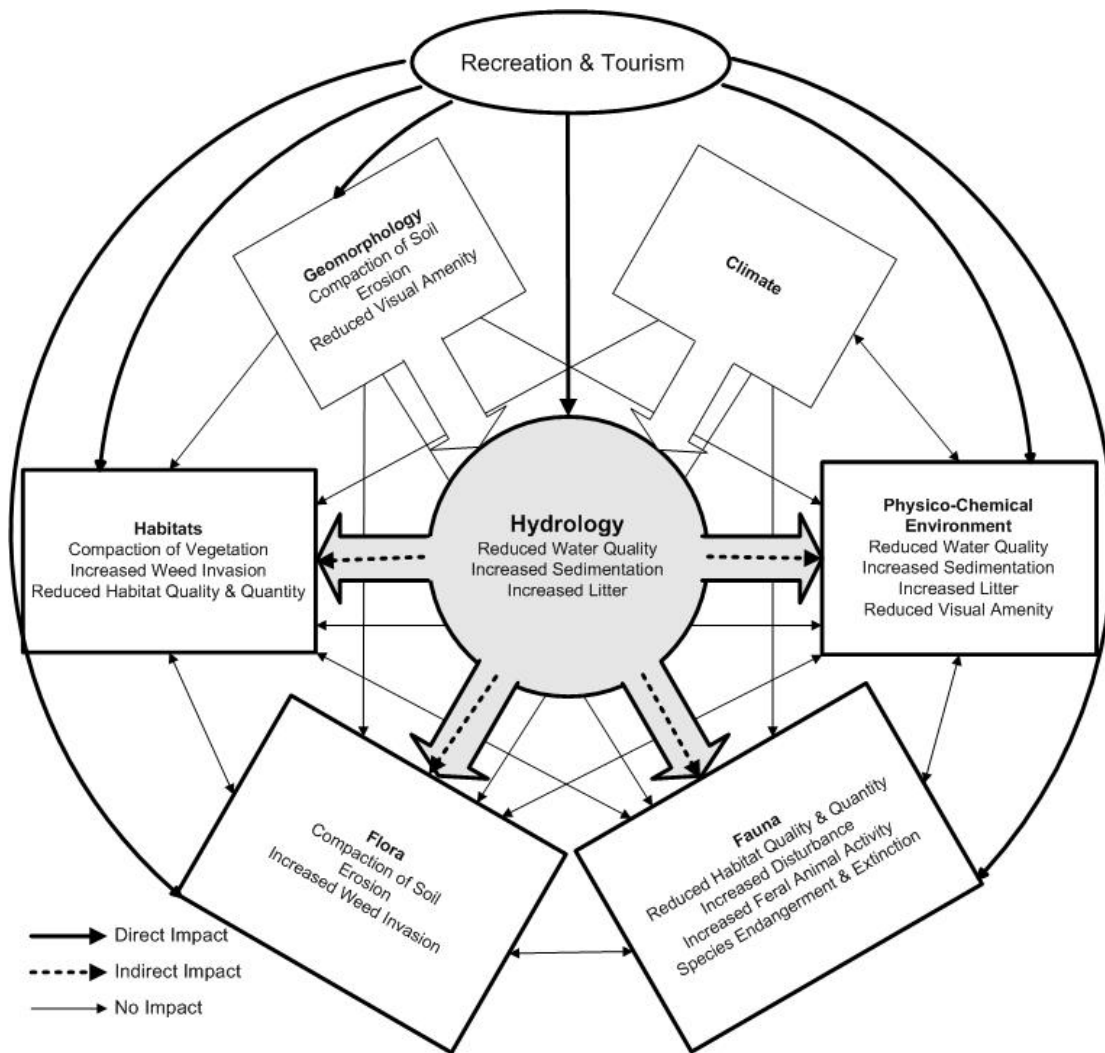 Recreation & Tourism
Geomorphology
Compaction of Soil
Erosion
Reduced Visual Amenity
Climate
Habitats
Compaction of Vegetation
Increased Weed Invasion
Reduced Habitat Quality & Quantity
Hydrology
Reduced Water Quality
Increased Sedimentation
Increased Litter
Physico-Chemical
Environment
Reduced Water Quality
Increased Sedimentation
Increased Litter
Reduced Visual Amenity
Flora
Compaction of Soil
Erosion
Increased Weed Invasion
Fauna
Reduced Habitat Quality & Quantity
Increased Disturbance
Increased Feral Animal Activity
Species Endangerment & Extinction
Direct Impact
Indirect Impact
No Impact